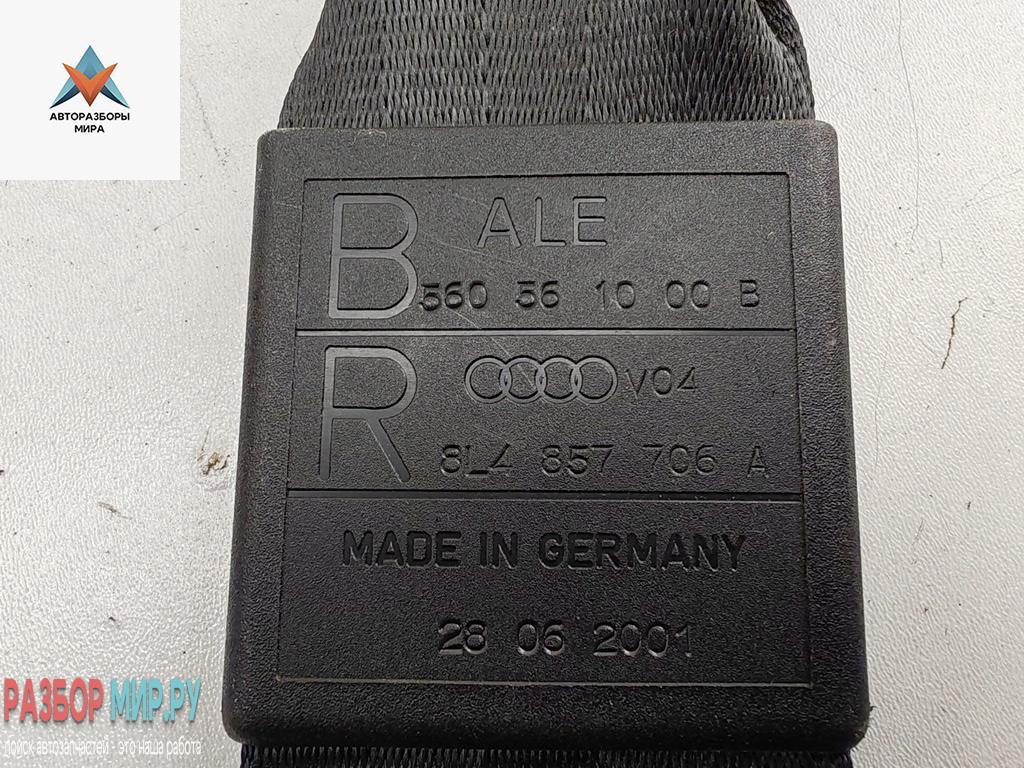 АВТОРАЗБОРЫ
МИРА
B ALE
560 56 10 00 B
R V04
8L4 857 706 A
MADE IN GERMANY
28 06 2001
РАЗБОР МИР.РУ
поиск автозапчастей - это наша работа